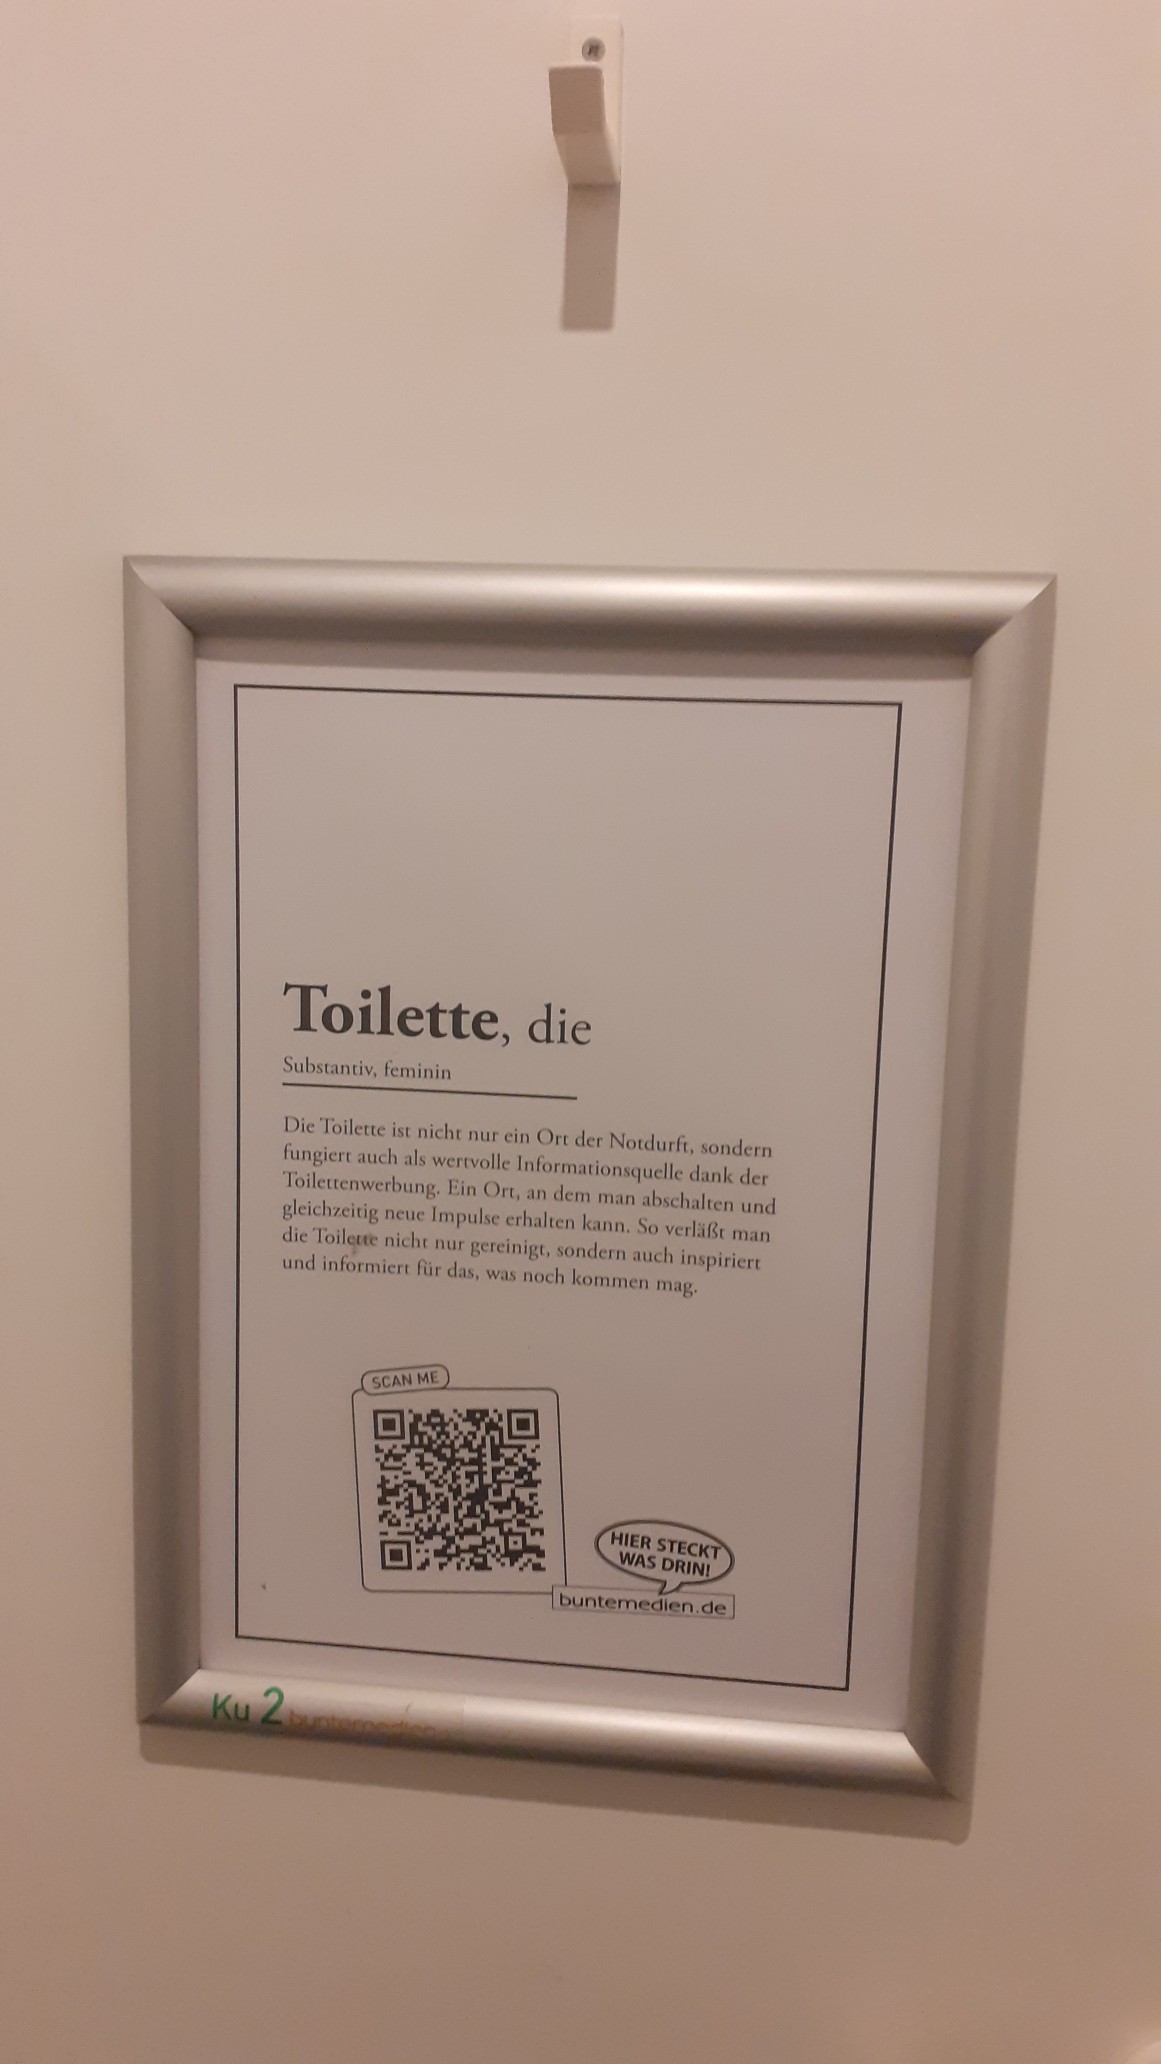 Toilette, die
Substantiv, feminin
Die Toilette ist nicht nur ein Ort der Notdurft, sondern
fungiert auch als wertvolle Informationsquelle dank der
Toilettenwerbung. Ein Ort, an dem man abschalten und
gleichzeitig neue Impulse erhalten kann. So verläßt man
die Toilette nicht nur gereinigt, sondern auch inspiriert
und informiert für das, was noch kommen mag.
SCAN ME
HIER STECKT
WAS DRIN!
buntemedien.de
Ku 2